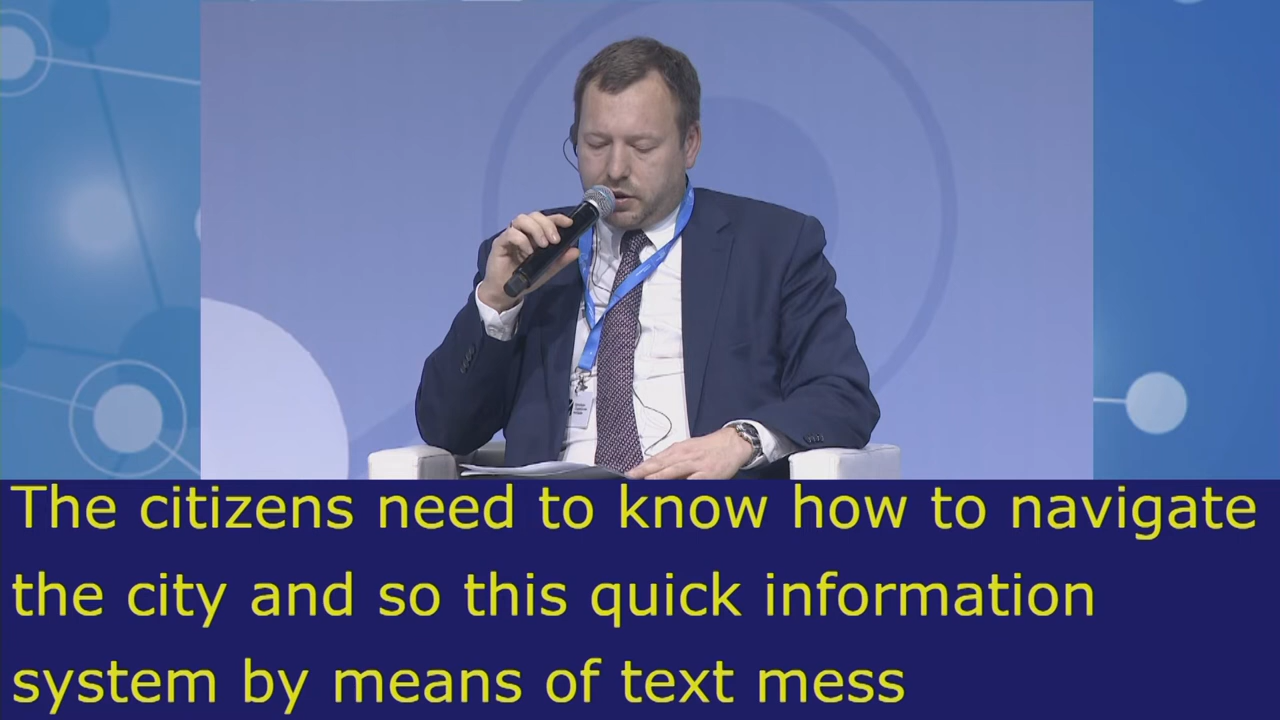 The citizens need to know how to navigate
the city and so this quick information
system by means of text mess